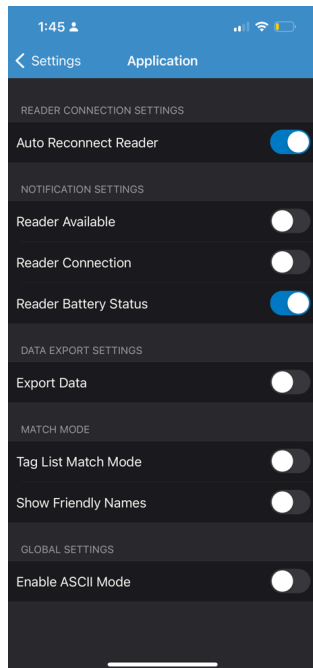 1:45
Settings
Application
READER CONNECTION SETTINGS
Auto Reconnect Reader
NOTIFICATION SETTINGS
Reader Available
Reader Connection
Reader Battery Status
DATA EXPORT SETTINGS
Export Data
MATCH MODE
Tag List Match Mode
Show Friendly Names
GLOBAL SETTINGS
Enable ASCII Mode